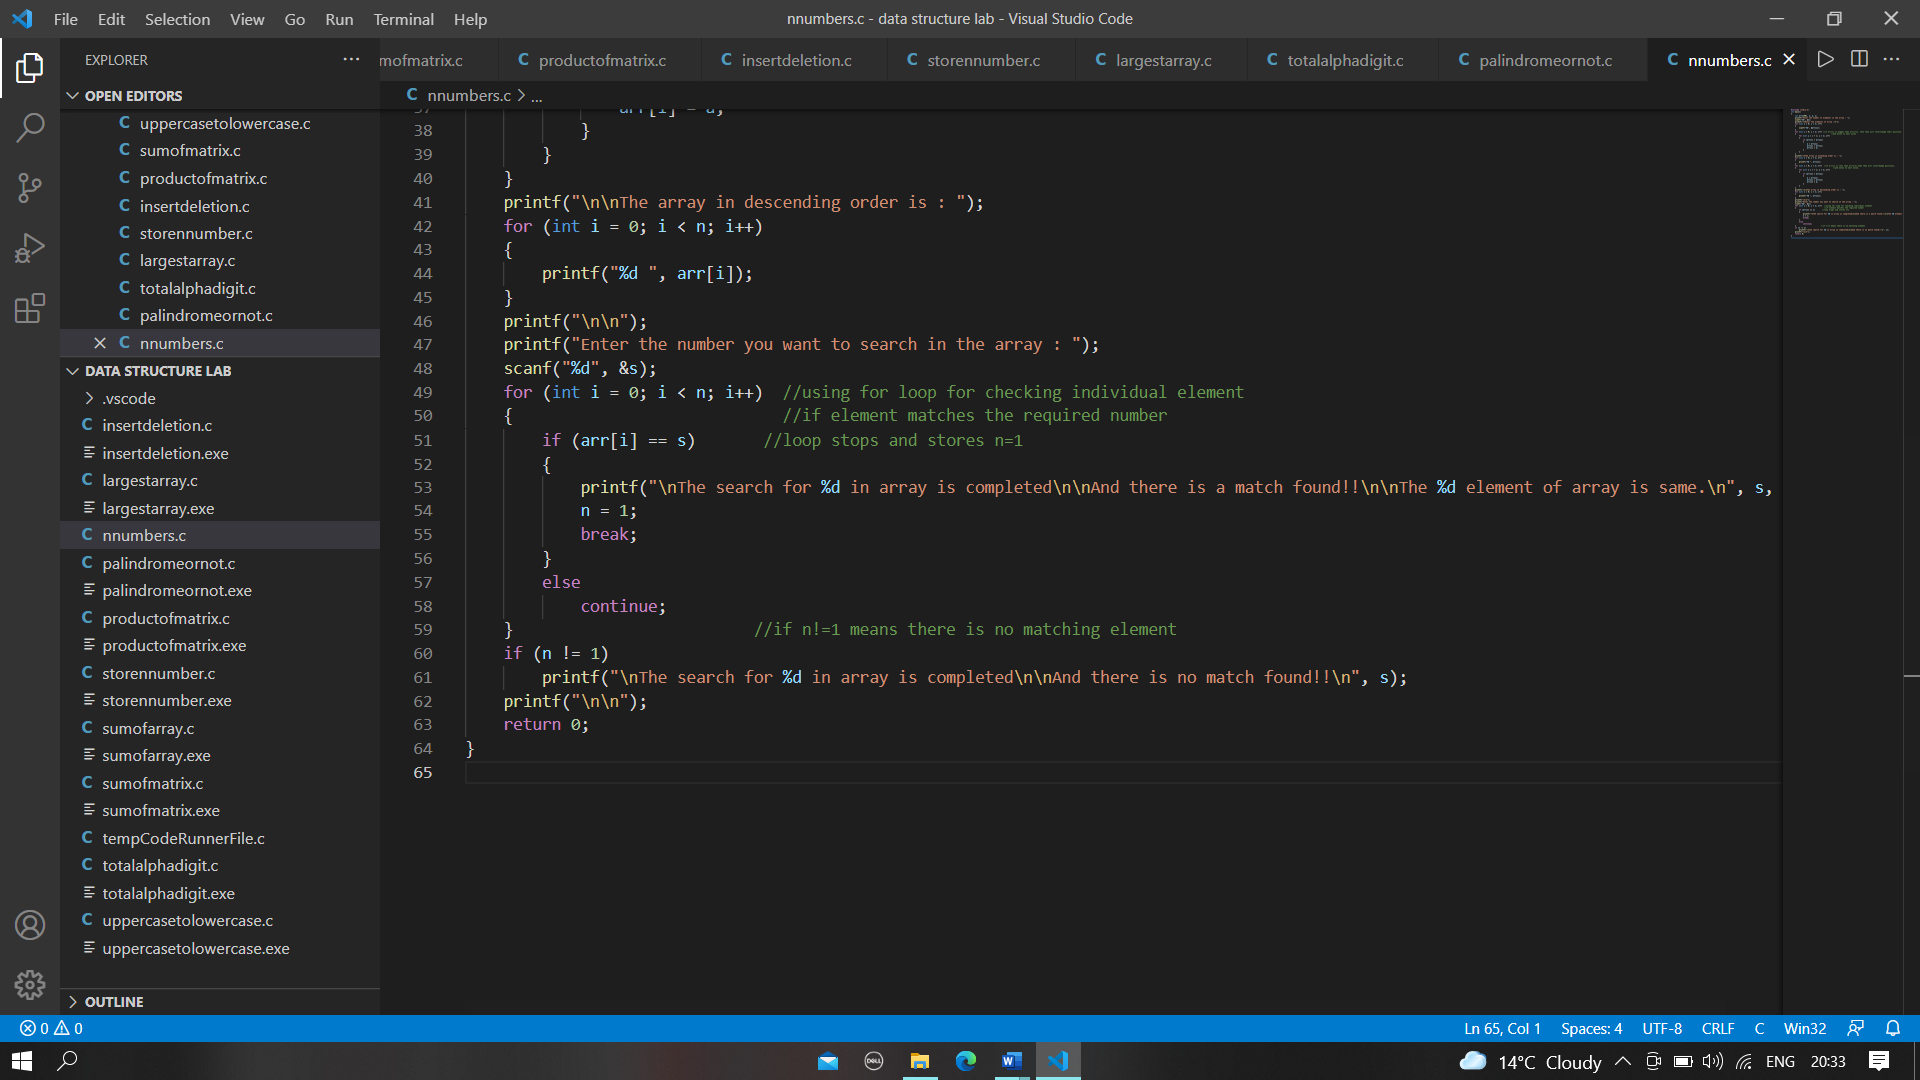 File Edit Selection View Go Run Terminal Help
nnumbers.c - data structure lab - Visual Studio Code
EXPLORER
mofmatrix.c
C productofmatrix.c
C insertdeletion.c
C storennumber.c
C largestarray.c
C totalalphadigit.c
C palindromeornot.c
C nnumbers.c
OPEN EDITORS
C uppercasetolowercase.c
C sumofmatrix.c
C productofmatrix.c
C insertdeletion.c
C storennumber.c
C largestarray.c
C totalalphadigit.c
C palindromeornot.c
C nnumbers.c
DATA STRUCTURE LAB
.vscode
C insertdeletion.c
insertdeletion.exe
C largestarray.c
largestarray.exe
C nnumbers.c
C palindromeornot.c
palindromeornot.exe
C productofmatrix.c
productofmatrix.exe
C storennumber.c
storennumber.exe
C sumofarray.c
sumofarray.exe
C sumofmatrix.c
sumofmatrix.exe
C tempCodeRunnerFile.c
C totalalphadigit.c
totalalphadigit.exe
C uppercasetolowercase.c
uppercasetolowercase.exe
OUTLINE
C nnumbers.c > ...
37 arr[i] = a;
38 }
39 }
40 }
41 printf("\n\nThe array in descending order is : ");
42 for (int i = 0; i < n; i++)
43 {
44 printf("%d ", arr[i]);
45 }
46 printf("\n\n");
47 printf("Enter the number you want to search in the array : ");
48 scanf("%d", &s);
49 for (int i = 0; i < n; i++) //using for loop for checking individual element
50 { //if element matches the required number
51 if (arr[i] == s) //loop stops and stores n=1
52 {
53 printf("\nThe search for %d in array is completed\n\nAnd there is a match found!!\n\nThe %d element of array is same.\n", s,
54 n = 1;
55 break;
56 }
57 else
58 continue;
59 } //if n!=1 means there is no matching element
60 if (n != 1)
61 printf("\nThe search for %d in array is completed\n\nAnd there is no match found!!\n", s);
62 printf("\n\n");
63 return 0;
64 }
65
0 0
Ln 65, Col 1 Spaces: 4 UTF-8 CRLF C Win32
DELL
W
14°C Cloudy
ENG 20:33